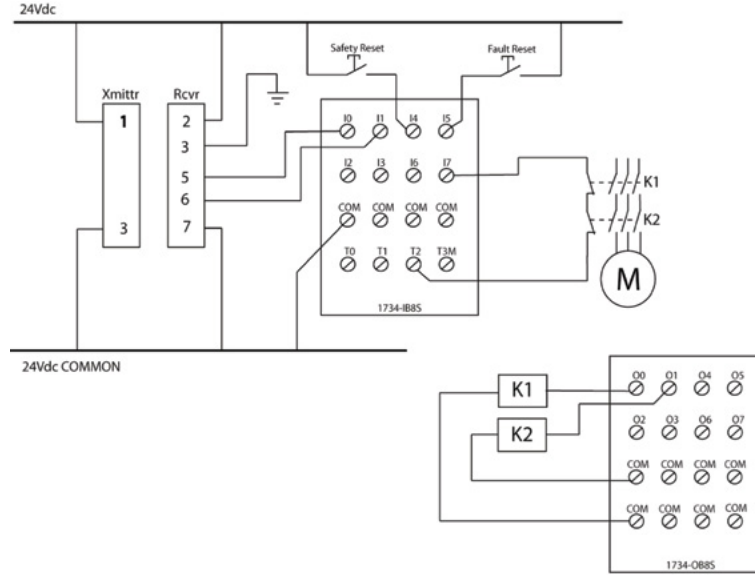 24Vdc
Safety Reset
Fault Reset
Xmittr
Rcvr
1
3
2
3
5
6
7
I0 I1 I4 I5
I2 I3 I6 I7
COM COM COM COM
T0 T1 T2 T3M
1734-IB8S
K1
K2
M
24Vdc COMMON
K1
K2
O0 O1 O4 O5
O2 O3 O6 O7
COM COM COM COM
COM COM COM COM
1734-OB8S